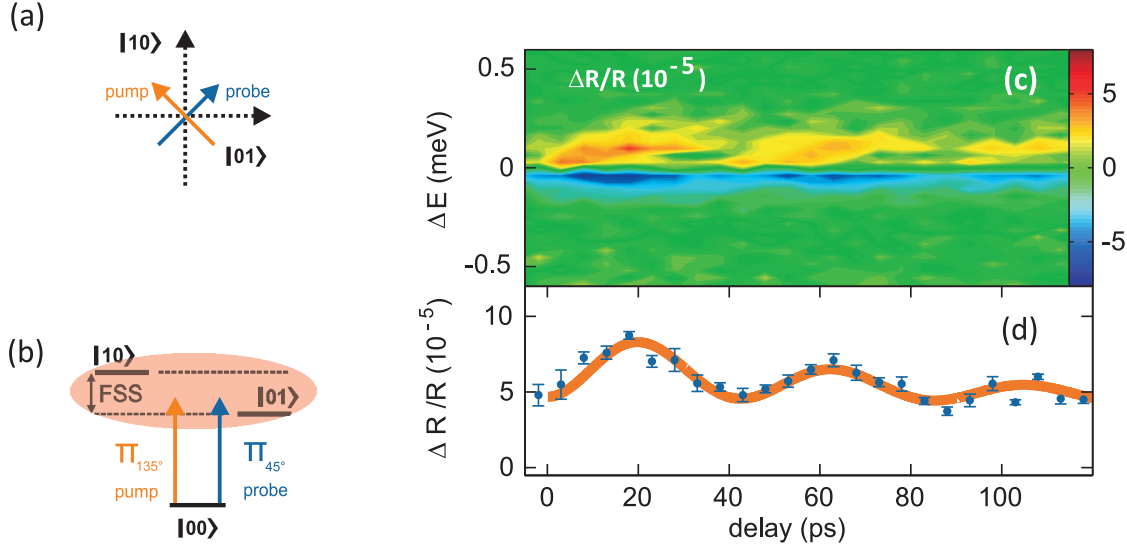 (a)
|10⟩
pump
probe
|01⟩
(b)
|10⟩
FSS
|01⟩
π135°
π45°
pump
probe
|00⟩
ΔR/R (10⁻⁵)
(c)
0.5
0
-0.5
ΔE (meV)
5
0
-5
(d)
10
5
0
ΔR/R (10⁻⁵)
0
20
40
60
80
100
delay (ps)